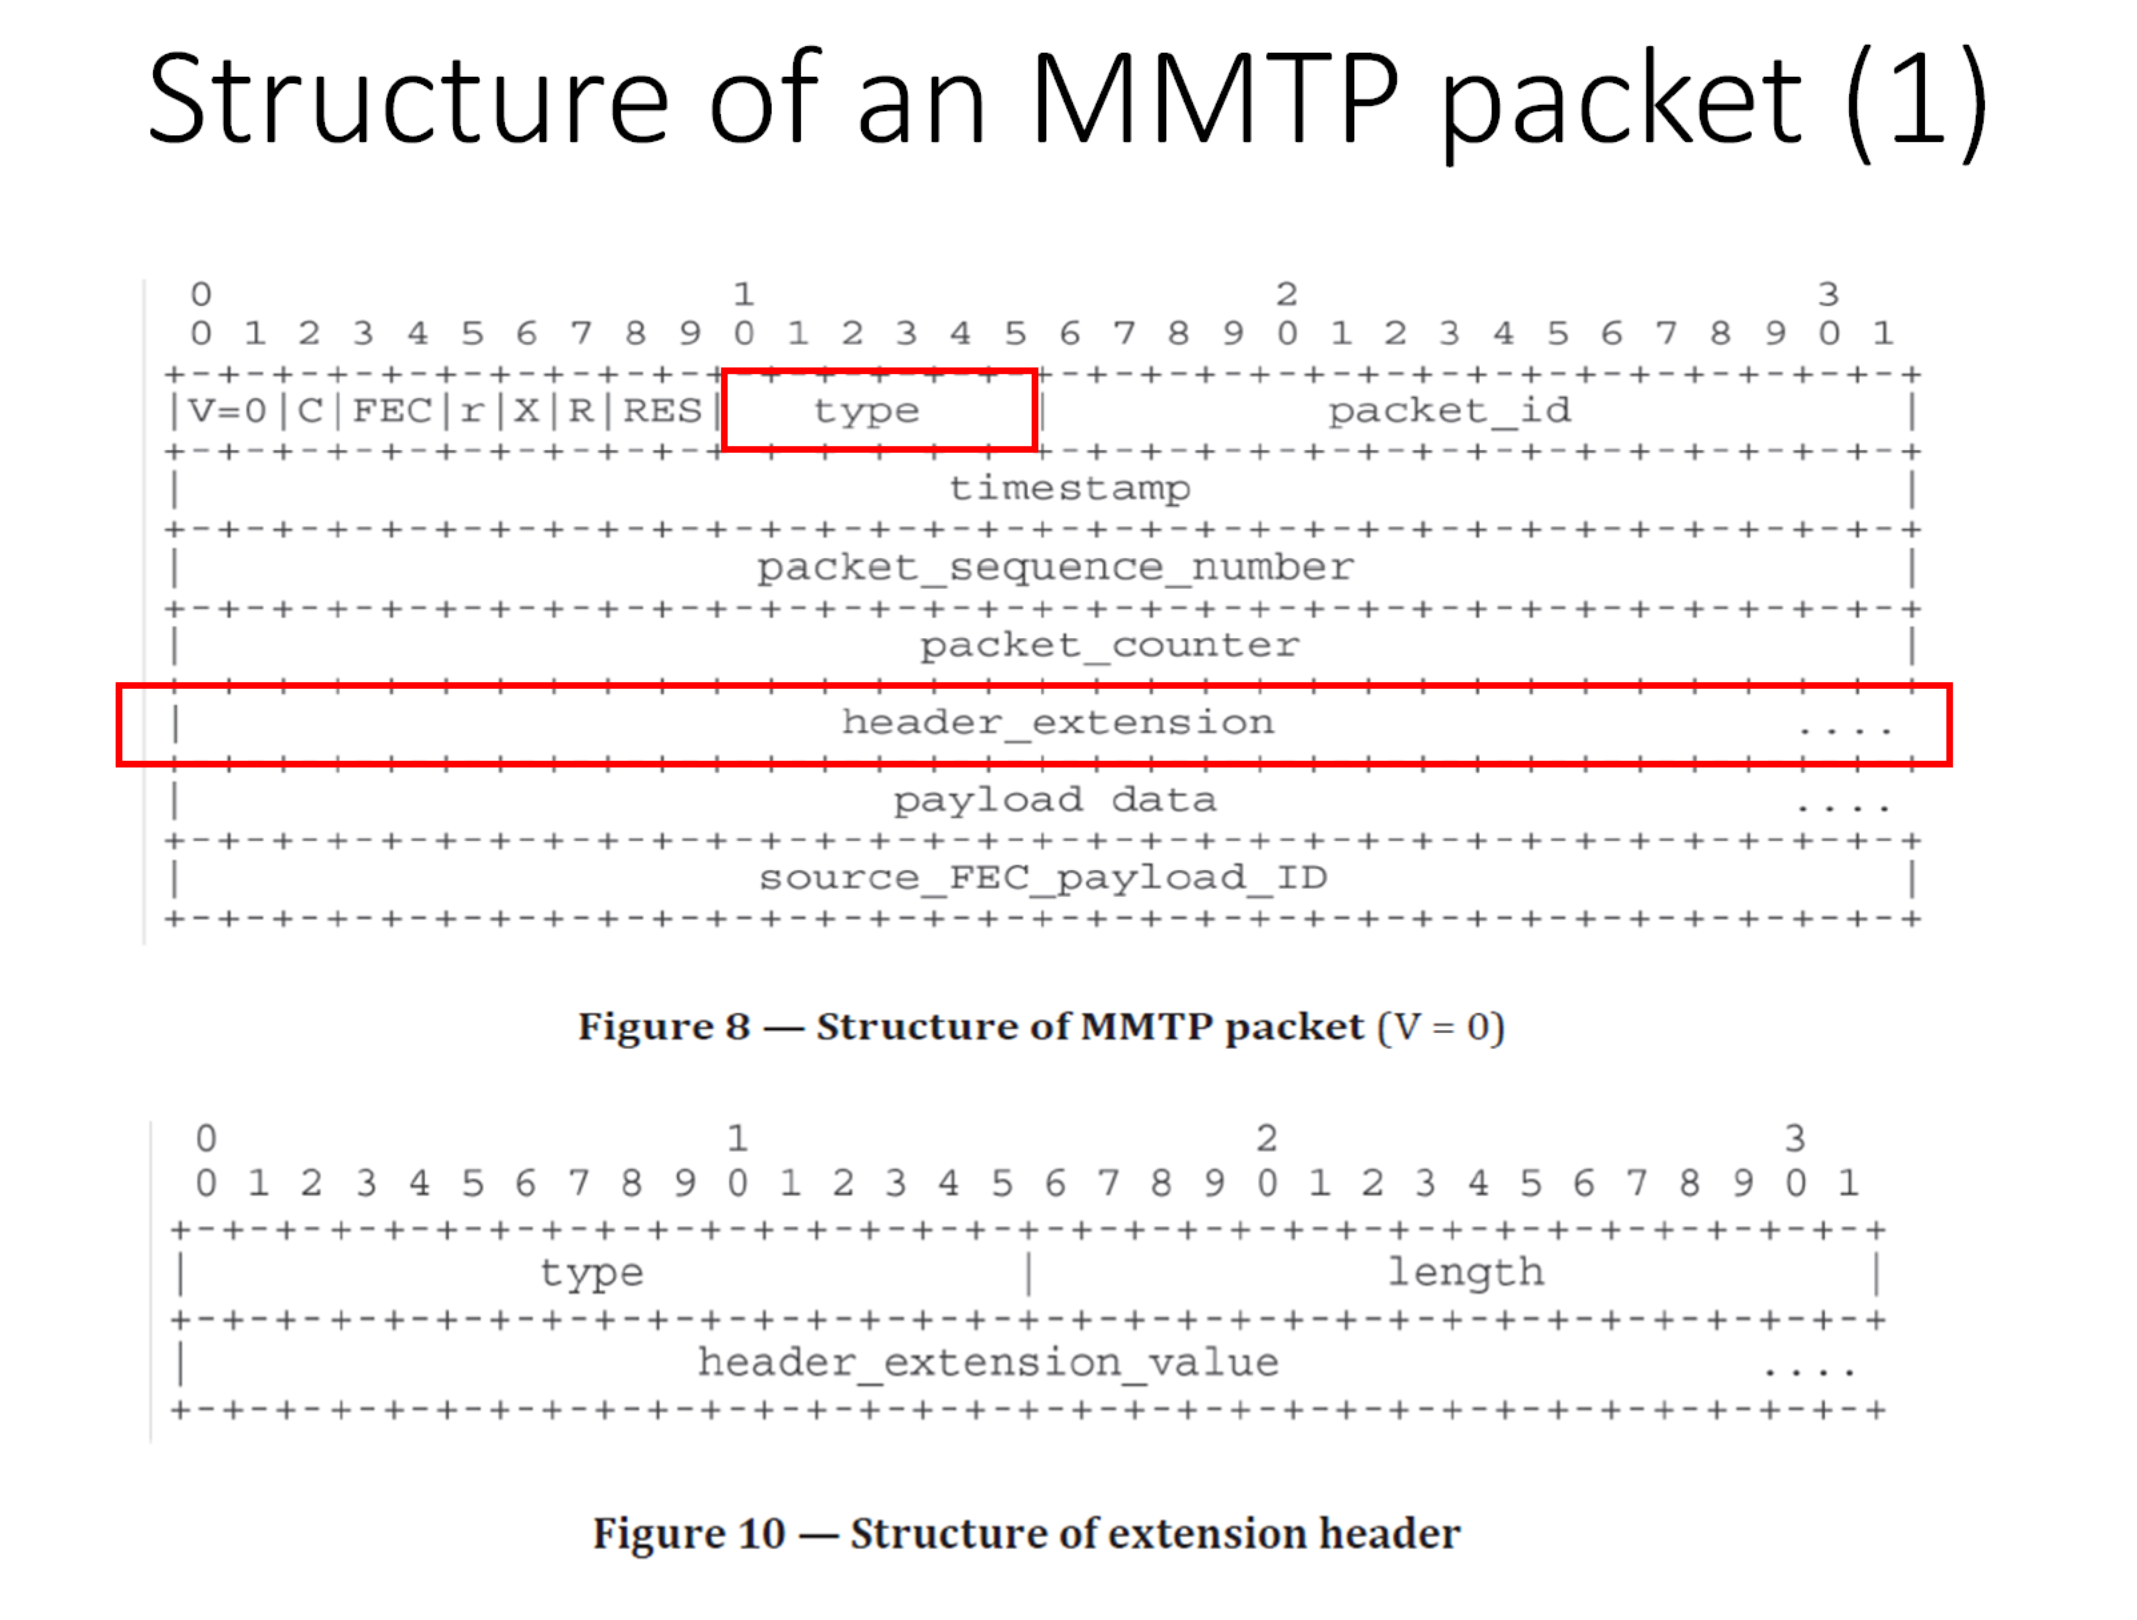 Structure of an MMTP packet (1)
0 1 2 3
0 1 2 3 4 5 6 7 8 9 0 1 2 3 4 5 6 7 8 9 0 1 2 3 4 5 6 7 8 9 0 1
+-+-+-+-+-+-+-+-+-+-+-+-+-+-+-+-+-+-+-+-+-+-+-+-+-+-+-+-+-+-+-+-+
|V=0|C|FEC|r|X|R|RES| type | packet_id |
+-+-+-+-+-+-+-+-+-+-+-+-+-+-+-+-+-+-+-+-+-+-+-+-+-+-+-+-+-+-+-+-+
| timestamp |
+-+-+-+-+-+-+-+-+-+-+-+-+-+-+-+-+-+-+-+-+-+-+-+-+-+-+-+-+-+-+-+-+
| packet_sequence_number |
+-+-+-+-+-+-+-+-+-+-+-+-+-+-+-+-+-+-+-+-+-+-+-+-+-+-+-+-+-+-+-+-+
| packet_counter |
+-+-+-+-+-+-+-+-+-+-+-+-+-+-+-+-+-+-+-+-+-+-+-+-+-+-+-+-+-+-+-+-+
| header_extension ....
+-+-+-+-+-+-+-+-+-+-+-+-+-+-+-+-+-+-+-+-+-+-+-+-+-+-+-+-+-+-+-+-+
| payload data ....
+-+-+-+-+-+-+-+-+-+-+-+-+-+-+-+-+-+-+-+-+-+-+-+-+-+-+-+-+-+-+-+-+
| source_FEC_payload_ID |
+-+-+-+-+-+-+-+-+-+-+-+-+-+-+-+-+-+-+-+-+-+-+-+-+-+-+-+-+-+-+-+-+
Figure 8 — Structure of MMTP packet (V = 0)
0 1 2 3
0 1 2 3 4 5 6 7 8 9 0 1 2 3 4 5 6 7 8 9 0 1 2 3 4 5 6 7 8 9 0 1
+-+-+-+-+-+-+-+-+-+-+-+-+-+-+-+-+-+-+-+-+-+-+-+-+-+-+-+-+-+-+-+-+
| type | length |
+-+-+-+-+-+-+-+-+-+-+-+-+-+-+-+-+-+-+-+-+-+-+-+-+-+-+-+-+-+-+-+-+
| header_extension_value ....
+-+-+-+-+-+-+-+-+-+-+-+-+-+-+-+-+-+-+-+-+-+-+-+-+-+-+-+-+-+-+-+-+
Figure 10 — Structure of extension header